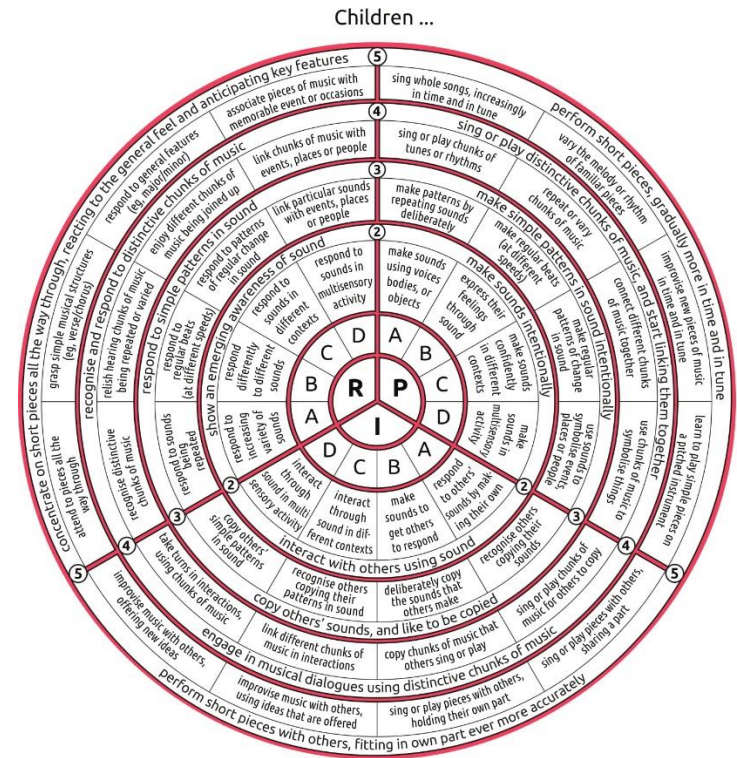 Children ...
R
P
I
A
B
C
D
A
B
C
D
A
B
C
D
2
2
2
3
3
3
4
4
4
5
5
5
show an emerging awareness of sound
respond to
increasing
variety of
sounds
respond
differently
to different
sounds
respond to
sounds in
different
contexts
respond to
sounds in
multisensory
activity
respond to simple patterns in sound
respond to sounds
being
repeated
respond to
regular beats
(at different speeds)
respond to patterns
of regular change
in sound
link particular sounds
with events, places
or people
recognise and respond to distinctive chunks of music
recognise distinctive
chunks of music
relish hearing chunks of music
being repeated or varied
enjoy different chunks of
music being joined up
link chunks of music with
events, places or people
concentrate on short pieces all the way through, reacting to the general feel and anticipating key features
attend to pieces all the
way through
grasp simple musical structures
(eg, verse/chorus)
respond to general features
(eg, major/minor)
associate pieces of music with
memorable event or occasions
make sounds intentionally
make sounds
using voices
bodies, or
objects
express their
feelings
through
sound
make sounds
confidently
in different
contexts
make
sounds in
multisensory
activity
make simple patterns in sound intentionally
make patterns by
repeating sounds
deliberately
make regular beats
(at different
speeds)
make regular
patterns of change
in sound
use sounds to
symbolise events,
places or people,
sing or play distinctive chunks of music, and start linking them together
sing or play chunks of
tunes or rhythms
repeat or vary
chunks of music
connect different chunks
of music together
use chunks of music to
symbolise things
perform short pieces, gradually more in time and in tune
sing whole songs, increasingly
in time and in tune
vary the melody or rhythm
of familiar pieces
improvise new pieces of music
in time and in tune
learn to play simple pieces on
a pitched instrument
interact with others using sound
respond
to others'
sounds by mak
ing their own
make
sounds to
get others
to respond
interact
through
sound in dif-
ferent contexts
interact
through
sound in multi
sensory activity
copy others' sounds, and like to be copied
recognise others
copying their
sounds
deliberately copy
the sounds that
others make
recognise others
copying their
patterns in sound
copy others'
simple patterns
in sound
engage in musical dialogues using distinctive chunks of music
sing or play chunks of
music for others to copy
copy chunks of music that
others sing or play
link different chunks of
music in interactions
take turns in interactions,
using chunks of music
perform short pieces with others, fitting in own part ever more accurately
sing or play pieces with others,
sharing a part
sing or play pieces with others,
holding their own part
improvise music with others,
using ideas that are offered
improvise music with others,
offering new ideas